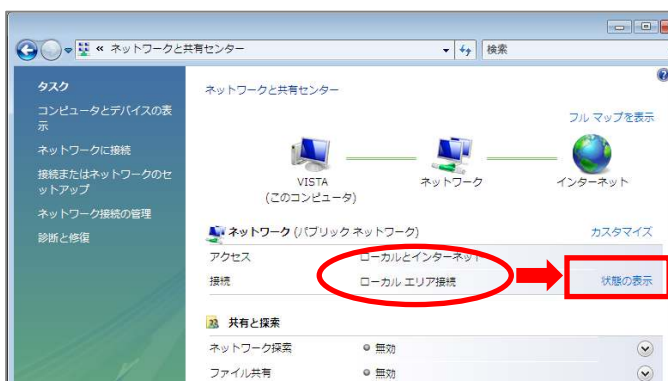 « ネットワークと共有センター
検索
タスク
コンピュータとデバイスの表
示
ネットワークに接続
接続またはネットワークのセ
ットアップ
ネットワーク接続の管理
診断と修復
ネットワークと共有センター
フル マップを表示
VISTA
(このコンピュータ)
ネットワーク
インターネット
ネットワーク (パブリック ネットワーク)
カスタマイズ
アクセス
ローカルとインターネット
接続
ローカル エリア接続
状態の表示
共有と探索
ネットワーク探索
無効
ファイル共有
無効